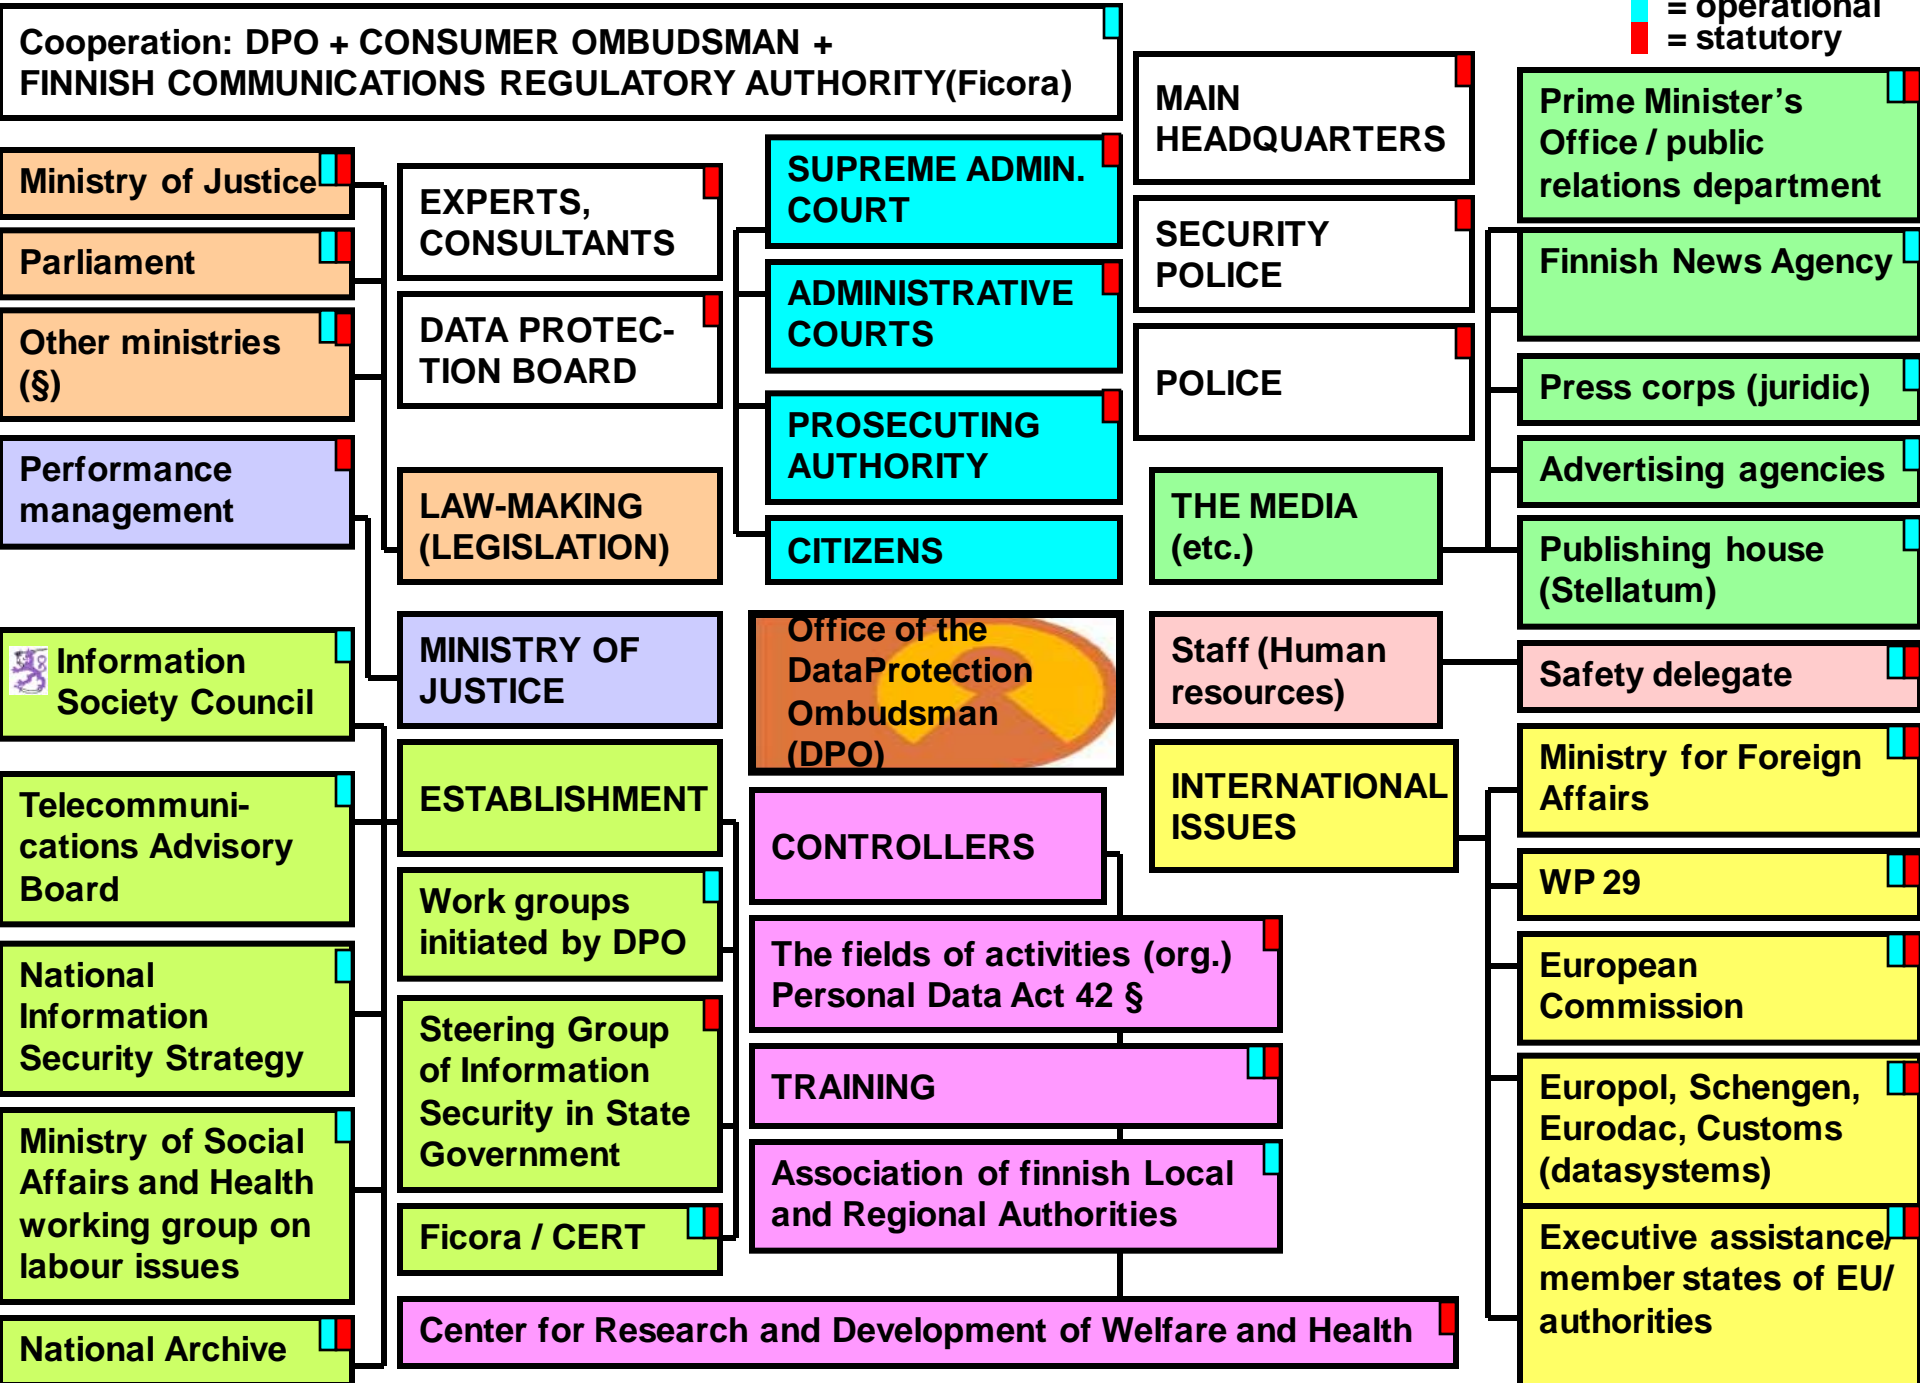 Cooperation: DPO + CONSUMER OMBUDSMAN +
FINNISH COMMUNICATIONS REGULATORY AUTHORITY(Ficora)
= operational
= statutory
Ministry of Justice
Parliament
Other ministries
(§)
Performance
management
Information
Society Council
Telecommuni-
cations Advisory
Board
National
Information
Security Strategy
Ministry of Social
Affairs and Health
working group on
labour issues
National Archive
EXPERTS,
CONSULTANTS
DATA PROTEC-
TION BOARD
LAW-MAKING
(LEGISLATION)
MINISTRY OF
JUSTICE
ESTABLISHMENT
Work groups
initiated by DPO
Steering Group
of Information
Security in State
Government
Ficora / CERT
SUPREME ADMIN.
COURT
ADMINISTRATIVE
COURTS
PROSECUTING
AUTHORITY
CITIZENS
Office of the
DataProtection
Ombudsman
(DPO)
CONTROLLERS
The fields of activities (org.)
Personal Data Act 42 §
TRAINING
Association of finnish Local
and Regional Authorities
Center for Research and Development of Welfare and Health
MAIN
HEADQUARTERS
SECURITY
POLICE
POLICE
THE MEDIA
(etc.)
Staff (Human
resources)
INTERNATIONAL
ISSUES
Prime Minister’s
Office / public
relations department
Finnish News Agency
Press corps (juridic)
Advertising agencies
Publishing house
(Stellatum)
Safety delegate
Ministry for Foreign
Affairs
WP 29
European
Commission
Europol, Schengen,
Eurodac, Customs
(datasystems)
Executive assistance/
member states of EU/
authorities